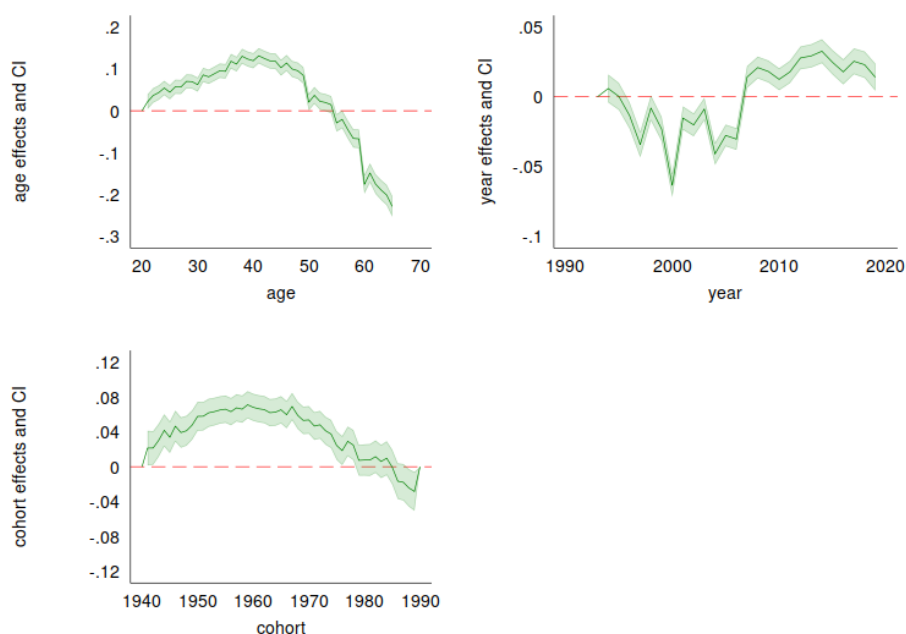 age effects and CI
.2
.1
0
-.1
-.2
-.3
20 30 40 50 60 70
age
year effects and CI
.05
0
-.05
-.1
1990 2000 2010 2020
year
cohort effects and CI
.12
.08
.04
0
-.04
-.08
-.12
1940 1950 1960 1970 1980 1990
cohort